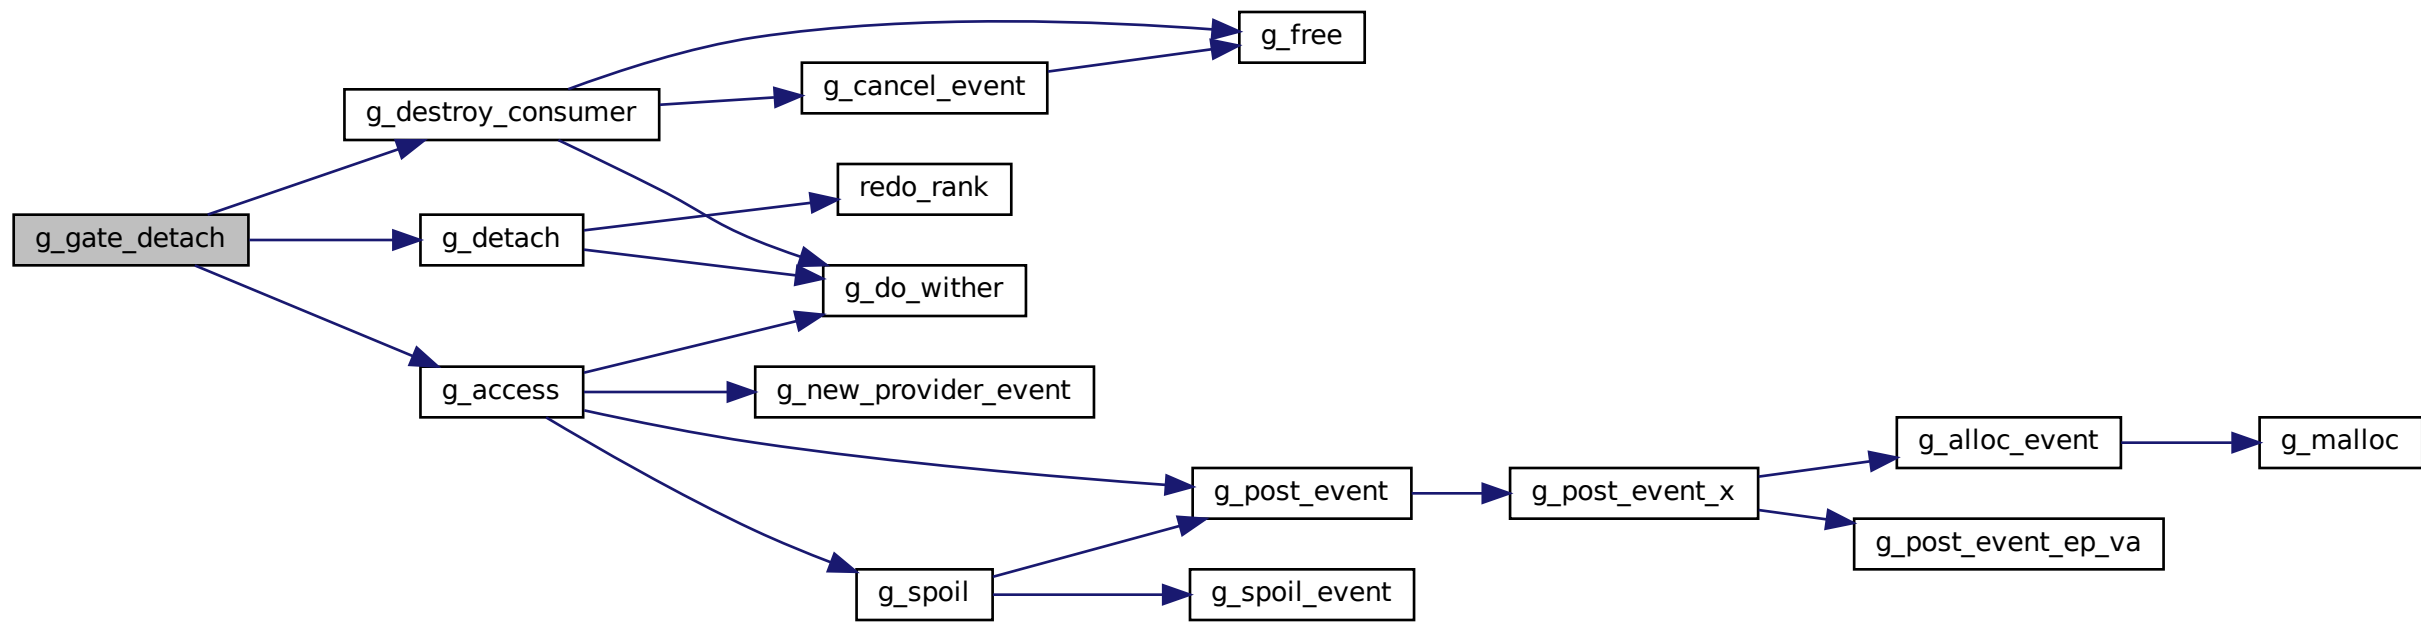 g_gate_detach
g_destroy_consumer
g_detach
g_access
g_free
g_cancel_event
redo_rank
g_do_wither
g_new_provider_event
g_post_event
g_spoil
g_spoil_event
g_post_event_x
g_alloc_event
g_post_event_ep_va
g_malloc